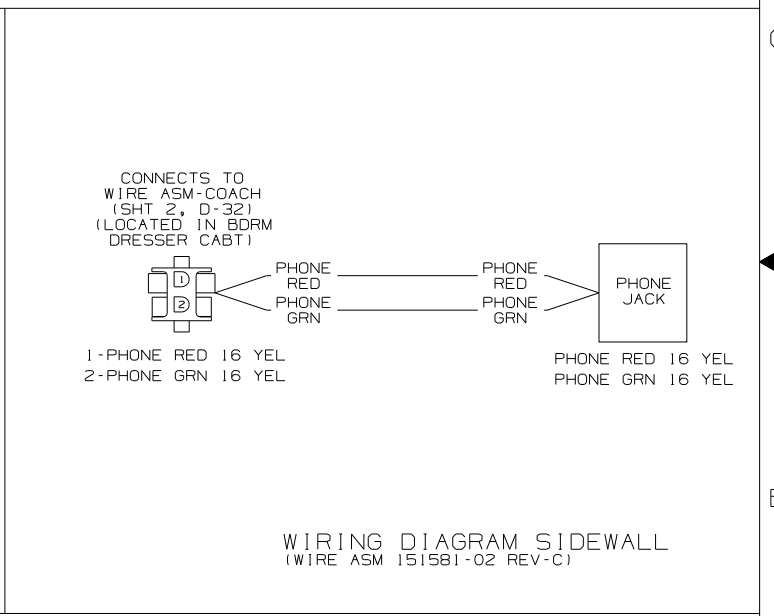 CONNECTS TO
WIRE ASM-COACH
(SHT 2, D-32)
(LOCATED IN BDRM
DRESSER CABT)
1
2
PHONE
RED
PHONE
GRN
PHONE
RED
PHONE
GRN
PHONE
JACK
1-PHONE RED 16 YEL
2-PHONE GRN 16 YEL
PHONE RED 16 YEL
PHONE GRN 16 YEL
WIRING DIAGRAM SIDEWALL
(WIRE ASM 151581-02 REV-C)